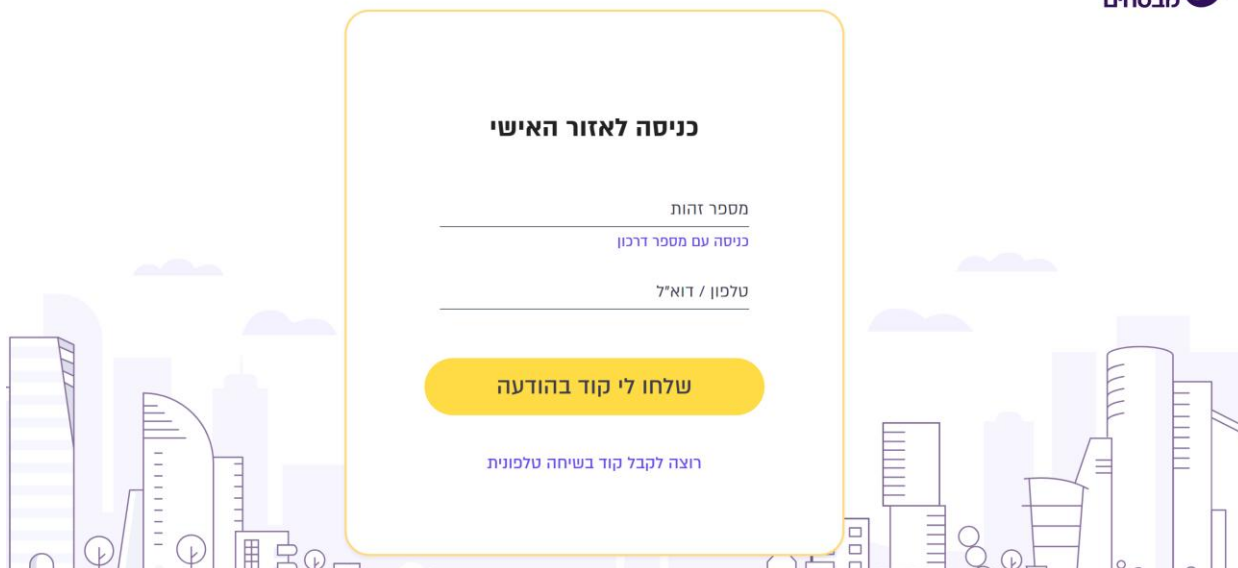 כניסה לאזור האישי
מספר זהות
כניסה עם מספר דרכון
טלפון / דוא"ל
שלחו לי קוד בהודעה
רוצה לקבל קוד בשיחה טלפונית